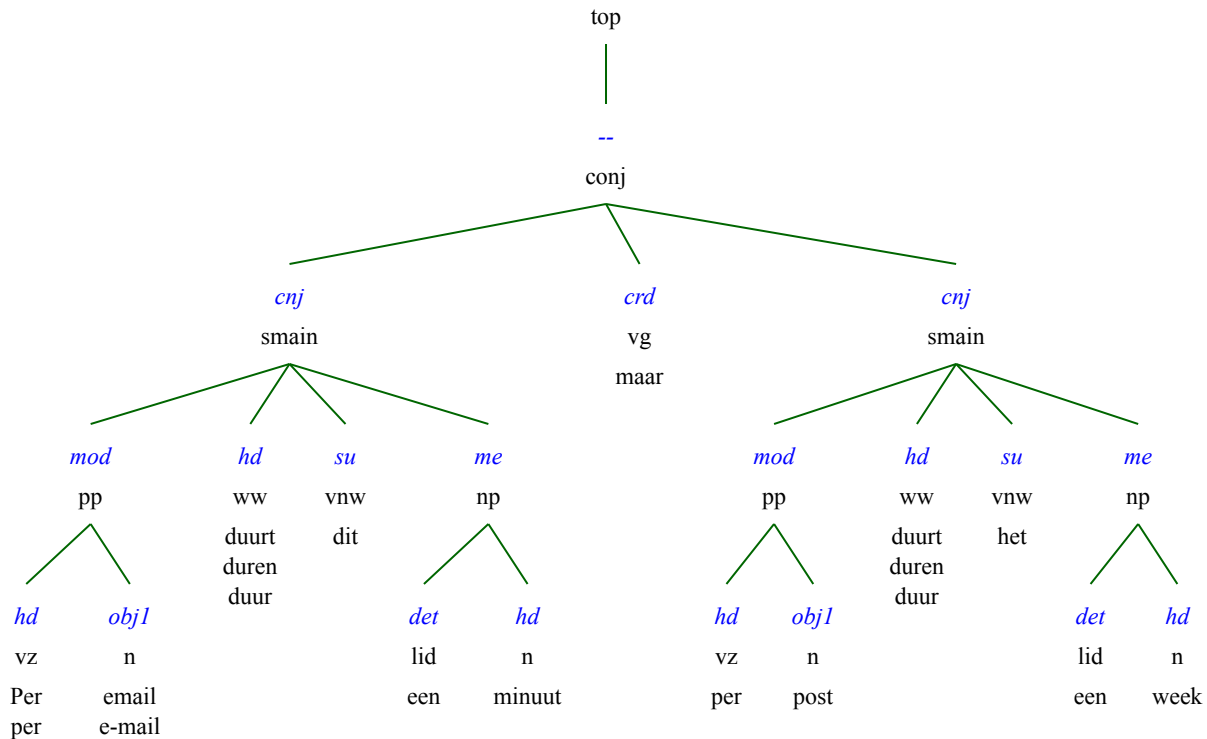 top
--
conj
cnj crd cnj
smain vg smain
maar
mod hd su me mod hd su me
pp ww vnw np pp ww vnw np
duurt dit duurt het
duren duren
duur duur
hd obj1 det hd hd obj1 det hd
vz n lid n vz n lid n
Per email een minuut per post een week
per e-mail